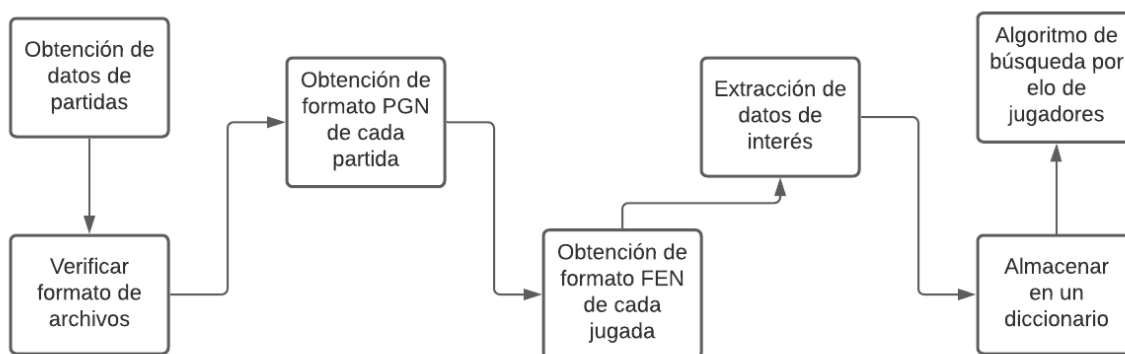 Obtención de
datos de
partidas
Verificar
formato de
archivos
Obtención de
formato PGN
de cada
partida
Obtención de
formato FEN
de cada
jugada
Extracción de
datos de
interés
Almacenar
en un
diccionario
Algoritmo de
búsqueda por
elo de
jugadores